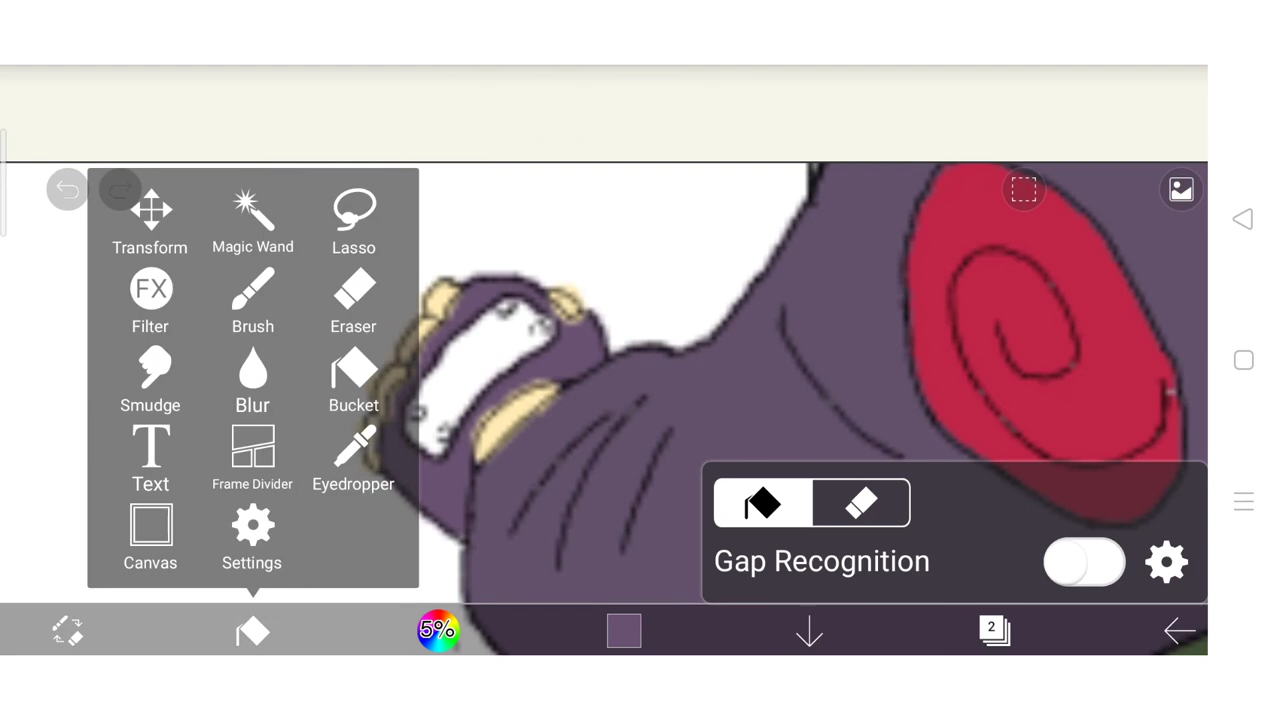 Transform Magic Wand Lasso
FX
Filter Brush Eraser
Smudge Blur Bucket
T
Text Frame Divider Eyedropper
Canvas Settings
Gap Recognition
5%
2